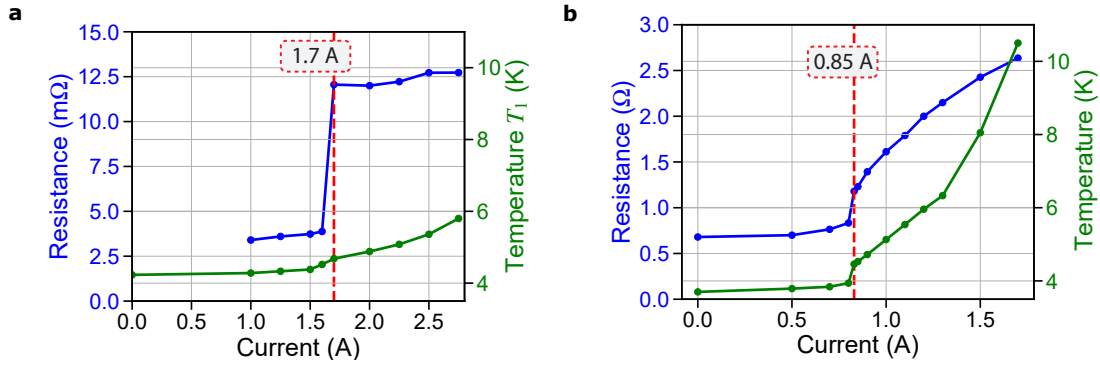 a
15.0
12.5
10.0
7.5
5.0
2.5
0.0
Resistance (mΩ)
1.7 A
10
8
6
4
Temperature T₁ (K)
0.0 0.5 1.0 1.5 2.0 2.5
Current (A)
b
3.0
2.5
2.0
1.5
1.0
0.5
0.0
Resistance (Ω)
0.85 A
10
8
6
4
Temperature (K)
0.0 0.5 1.0 1.5
Current (A)